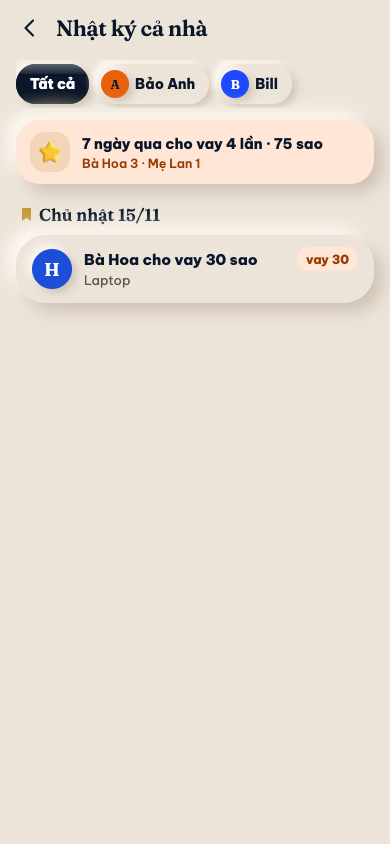 Nhật ký cả nhà
Tất cả
A Bảo Anh
B Bill
7 ngày qua cho vay 4 lần · 75 sao
Bà Hoa 3 · Mẹ Lan 1
Chủ nhật 15/11
H
Bà Hoa cho vay 30 sao
vay 30
Laptop